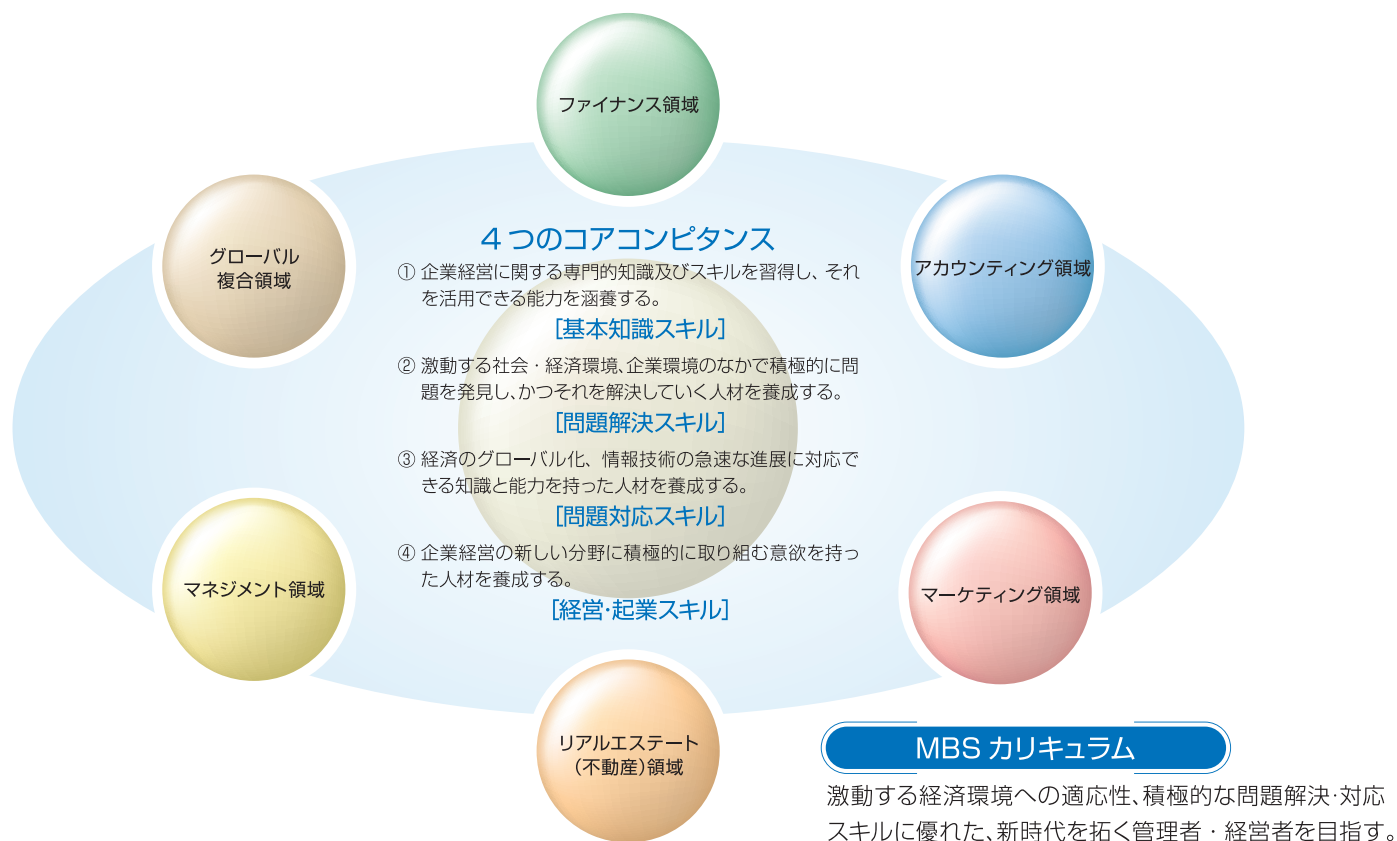 ファイナンス領域
グローバル
複合領域
アカウンティング領域
4つのコアコンピタンス
① 企業経営に関する専門的知識及びスキルを習得し、それ
を活用できる能力を涵養する。
[基本知識スキル]
② 激動する社会・経済環境、企業環境のなかで積極的に問
題を発見し、かつそれを解決していく人材を養成する。
[問題解決スキル]
③ 経済のグローバル化、情報技術の急速な進展に対応で
きる知識と能力を持った人材を養成する。
[問題対応スキル]
④ 企業経営の新しい分野に積極的に取り組む意欲を持っ
た人材を養成する。
[経営・起業スキル]
マネジメント領域
マーケティング領域
リアルエステート
(不動産)領域
MBS カリキュラム
激動する経済環境への適応性、積極的な問題解決・対応
スキルに優れた、新時代を拓く管理者・経営者を目指す。